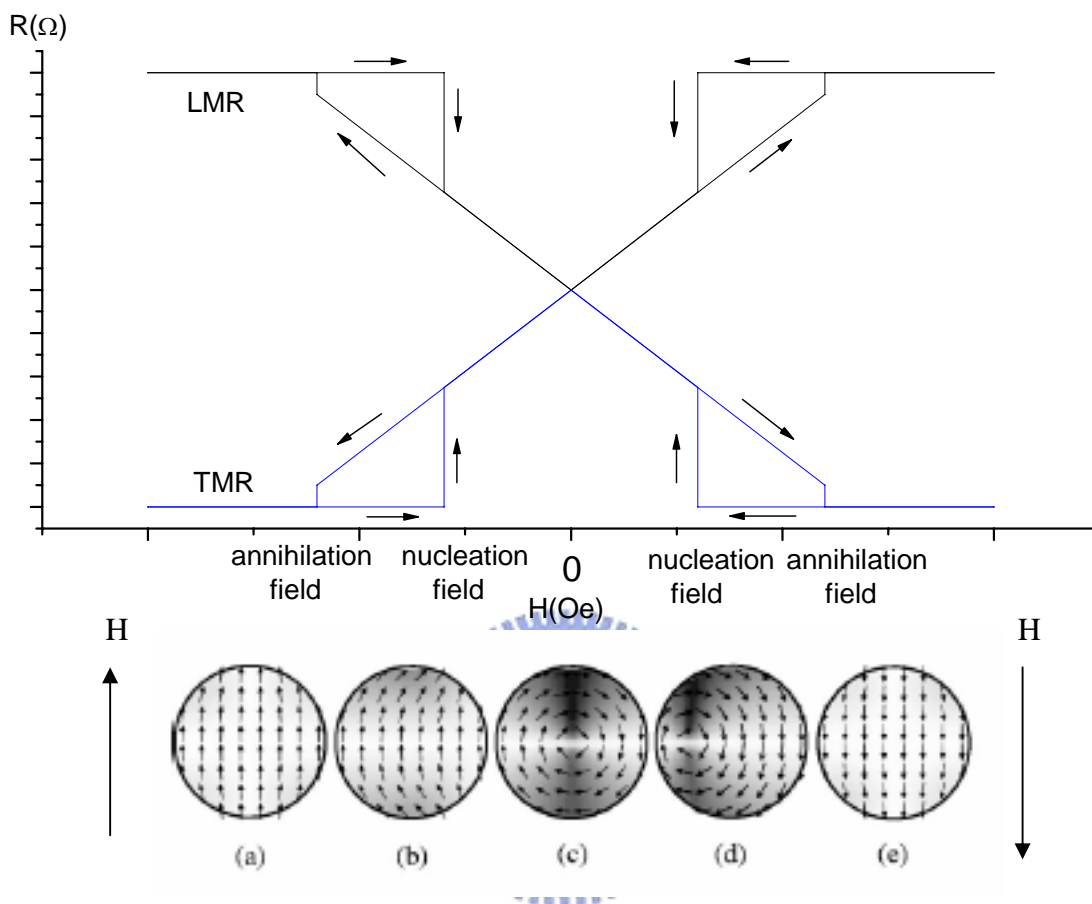 R(Ω)
LMR
TMR
annihilation field
nucleation field
0
nucleation field
annihilation field
H(Oe)
H
H
(a)
(b)
(c)
(d)
(e)